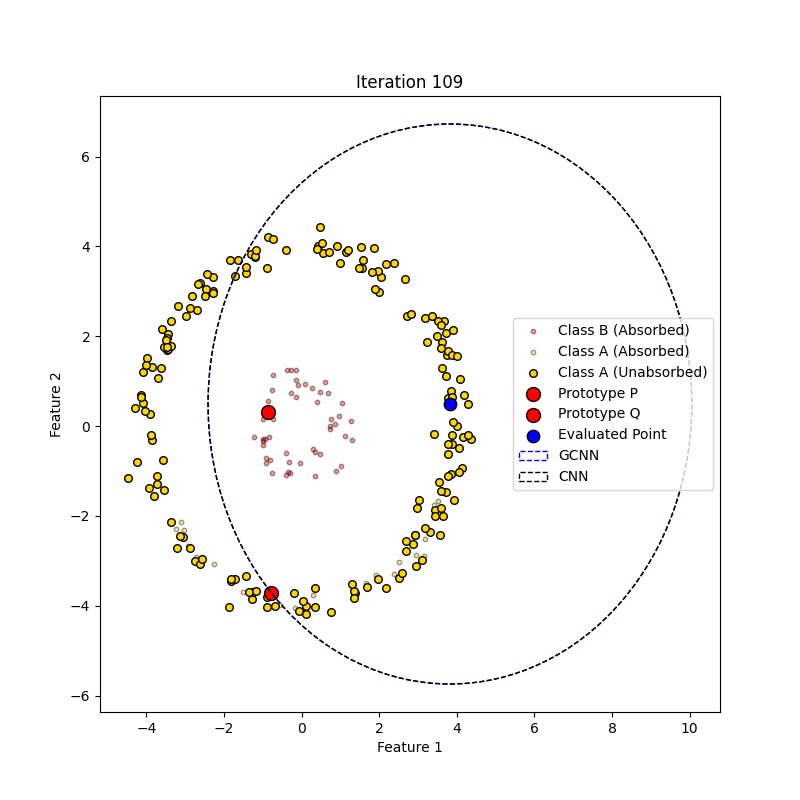 Iteration 109
6
4
2
0
−2
−4
−6
Feature 2
Class B (Absorbed)
Class A (Absorbed)
Class A (Unabsorbed)
Prototype P
Prototype Q
Evaluated Point
GCNN
CNN
−4 −2 0 2 4 6 8 10
Feature 1